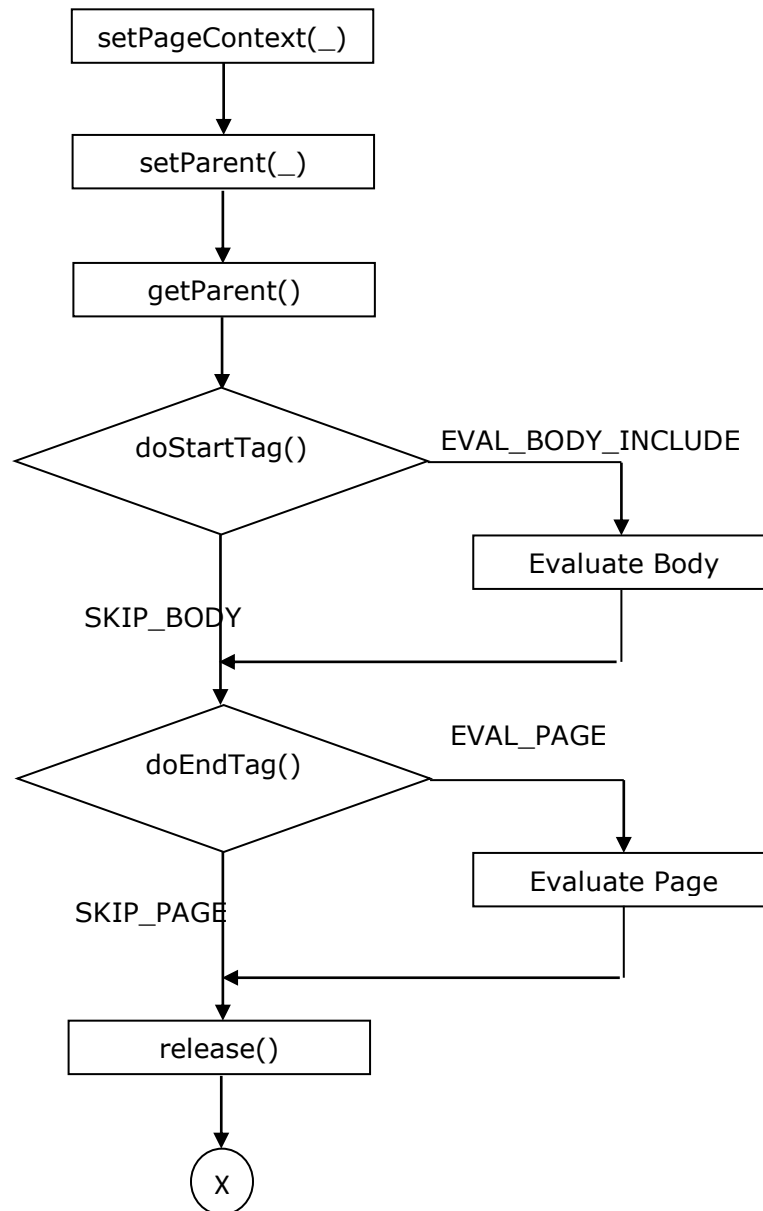 setPageContext(_)
setParent(_)
getParent()
doStartTag()
EVAL_BODY_INCLUDE
Evaluate Body
SKIP_BODY
EVAL_PAGE
doEndTag()
Evaluate Page
SKIP_PAGE
release()
X